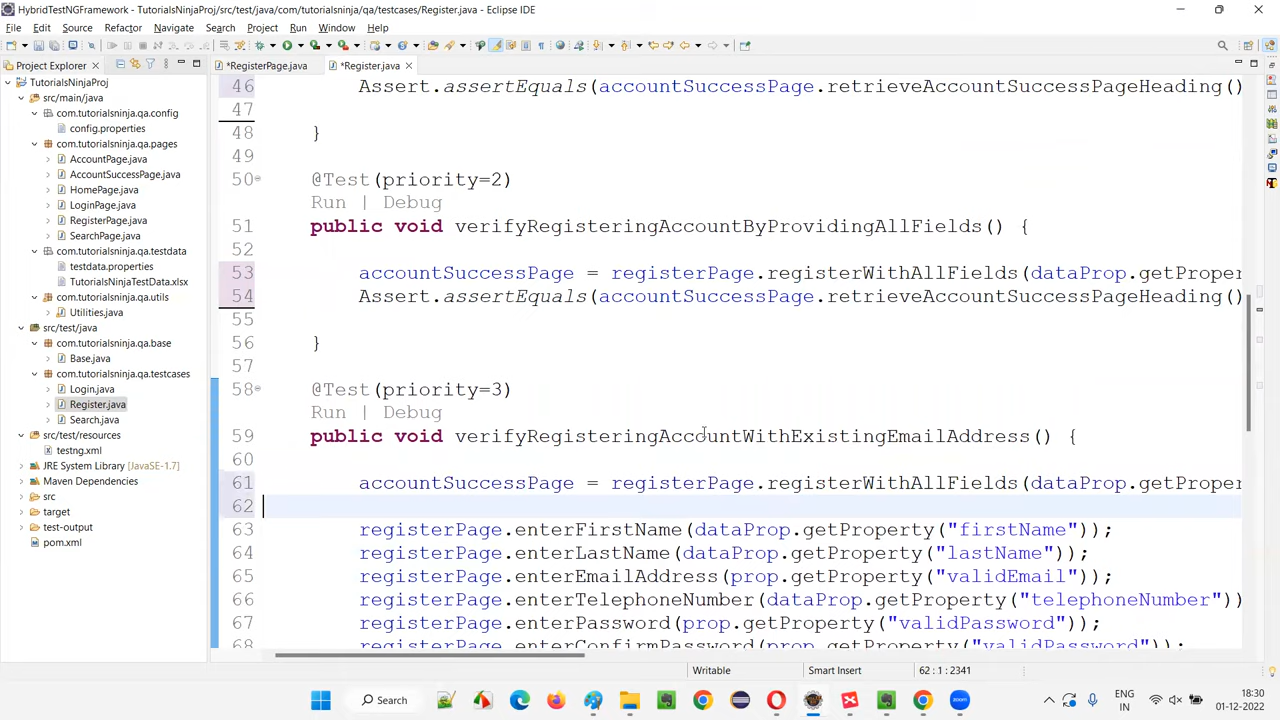 HybridTestNGFramework - TutorialsNinjaProj/src/test/java/com/tutorialsninja/qa/testcases/Register.java - Eclipse IDE
File Edit Source Refactor Navigate Search Project Run Window Help
Project Explorer
*RegisterPage.java
*Register.java
TutorialsNinjaProj
src/main/java
com.tutorialsninja.qa.config
config.properties
com.tutorialsninja.qa.pages
AccountPage.java
AccountSuccessPage.java
HomePage.java
LoginPage.java
RegisterPage.java
SearchPage.java
com.tutorialsninja.qa.testdata
testdata.properties
TutorialsNinjaTestData.xlsx
com.tutorialsninja.qa.utils
Utilities.java
src/test/java
com.tutorialsninja.qa.base
Base.java
com.tutorialsninja.qa.testcases
Login.java
Register.java
Search.java
src/test/resources
testng.xml
JRE System Library [JavaSE-1.7]
Maven Dependencies
src
target
test-output
pom.xml
46 Assert.assertEquals(accountSuccessPage.retrieveAccountSuccessPageHeading()
47
48 }
49
50 @Test(priority=2)
Run | Debug
51 public void verifyRegisteringAccountByProvidingAllFields() {
52
53 accountSuccessPage = registerPage.registerWithAllFields(dataProp.getProper
54 Assert.assertEquals(accountSuccessPage.retrieveAccountSuccessPageHeading()
55
56 }
57
58 @Test(priority=3)
Run | Debug
59 public void verifyRegisteringAccountWithExistingEmailAddress() {
60
61 accountSuccessPage = registerPage.registerWithAllFields(dataProp.getProper
62
63 registerPage.enterFirstName(dataProp.getProperty("firstName"));
64 registerPage.enterLastName(dataProp.getProperty("lastName"));
65 registerPage.enterEmailAddress(prop.getProperty("validEmail"));
66 registerPage.enterTelephoneNumber(dataProp.getProperty("telephoneNumber"))
67 registerPage.enterPassword(prop.getProperty("validPassword"));
68 registerPage.enterConfirmPassword(prop.getProperty("validPassword"));
Writable
Smart Insert
62 : 1 : 2341
Search
ENG
IN
18:30
01-12-2022